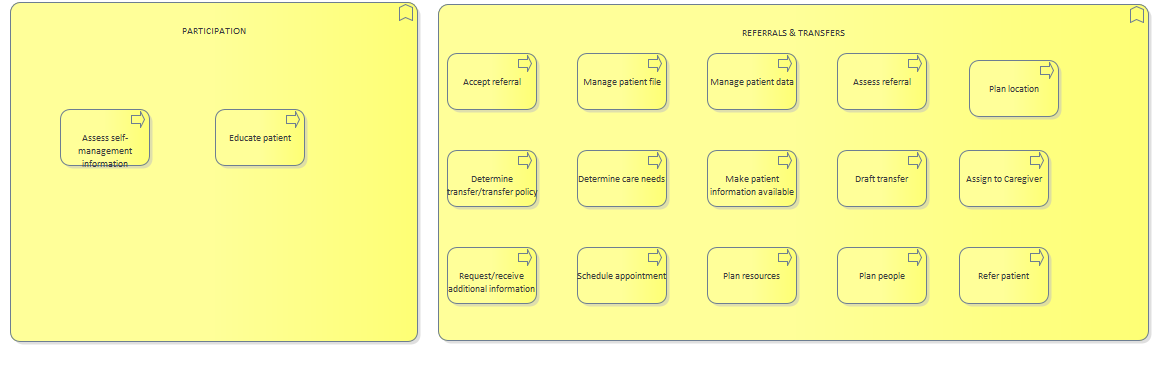 PARTICIPATION
Assess self-
management
information
Educate patient
REFERRALS & TRANSFERS
Accept referral
Manage patient file
Manage patient data
Assess referral
Plan location
Determine
transfer/transfer policy
Determine care needs
Make patient
information available
Draft transfer
Assign to Caregiver
Request/receive
additional information
Schedule appointment
Plan resources
Plan people
Refer patient